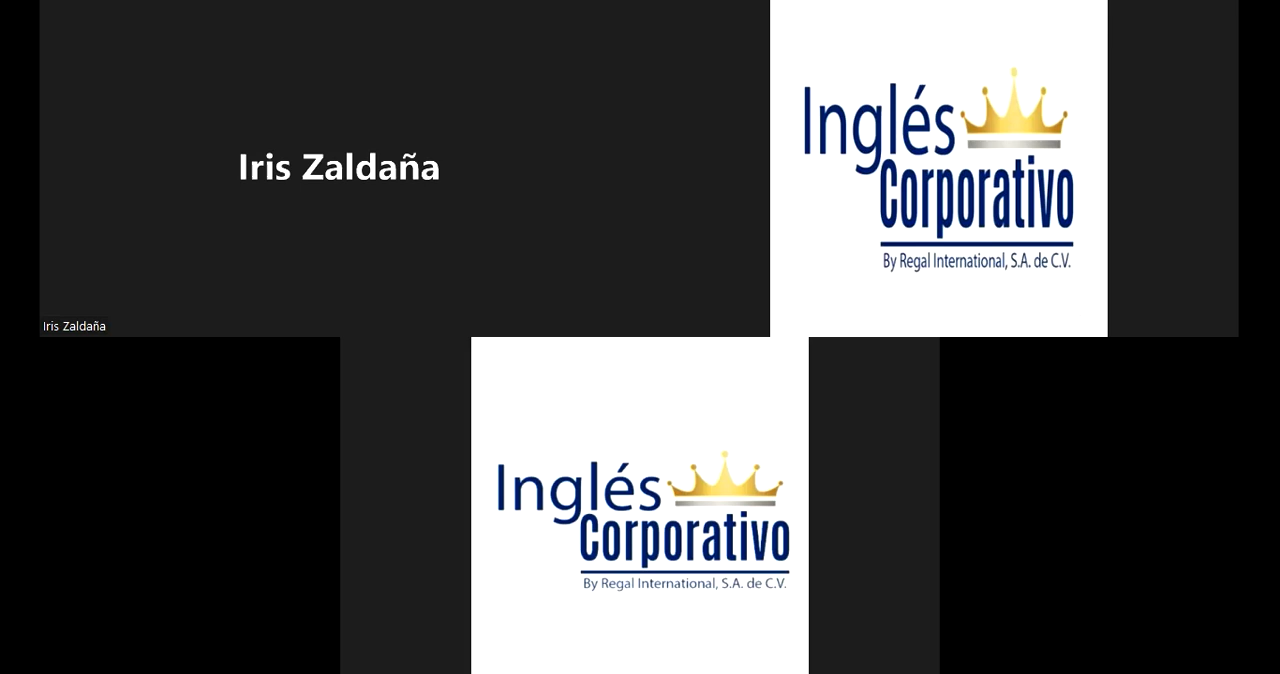 Iris Zaldaña
Inglés
Corporativo
By Regal International, S.A. de C.V.
Iris Zaldaña
Inglés
Corporativo
By Regal International, S.A. de C.V.